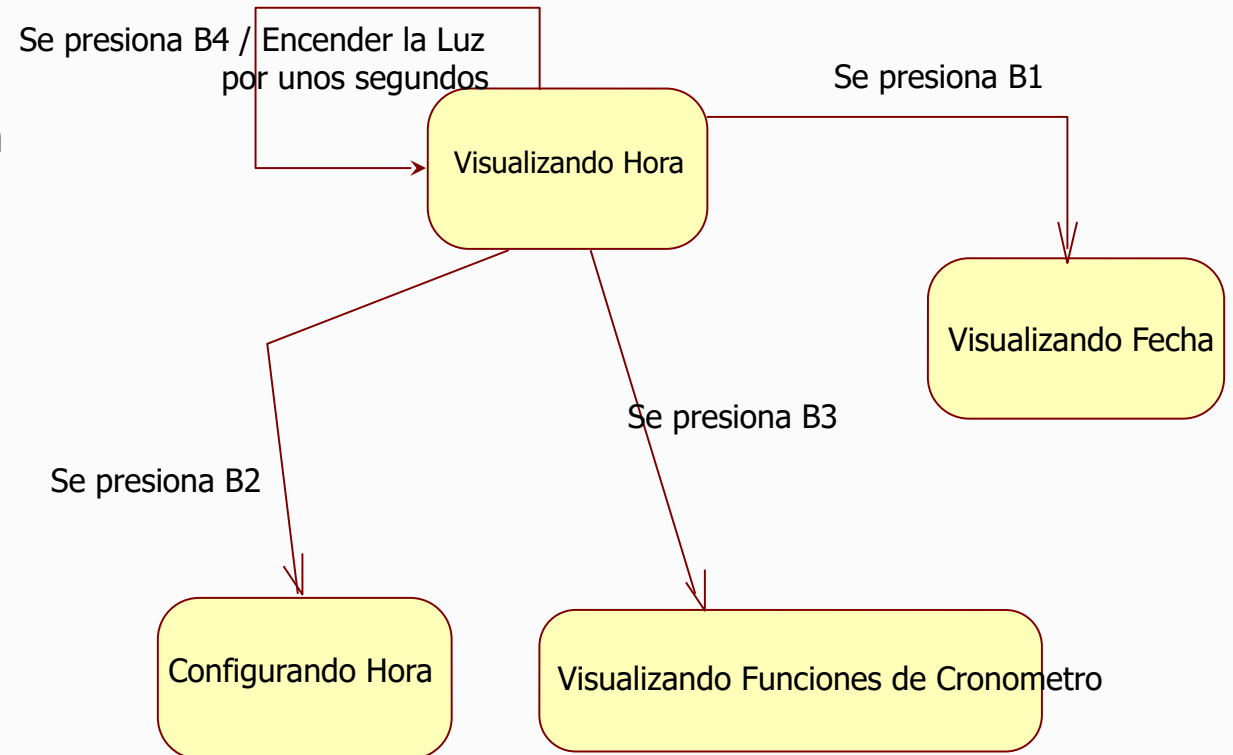 Se presiona B4 / Encender la Luz
por unos segundos
Se presiona B1
Visualizando Hora
Visualizando Fecha
Se presiona B3
Se presiona B2
Configurando Hora
Visualizando Funciones de Cronometro